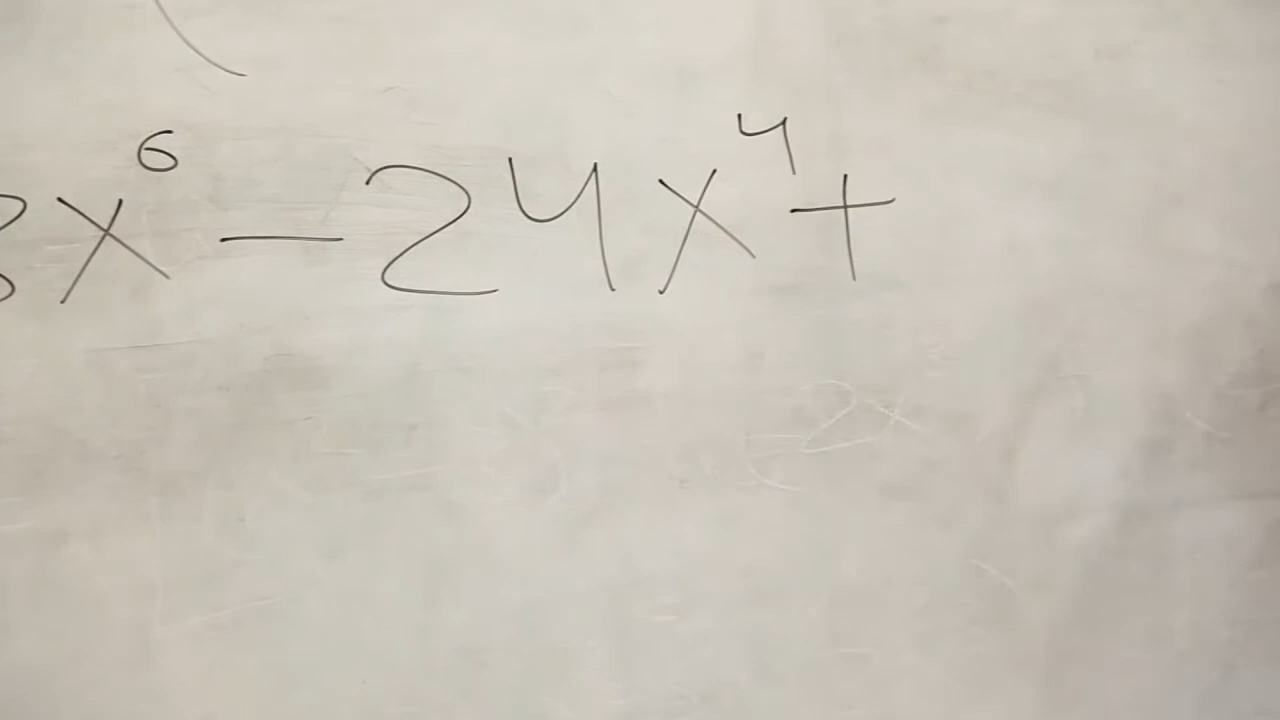 x⁶ - 24x⁴ +